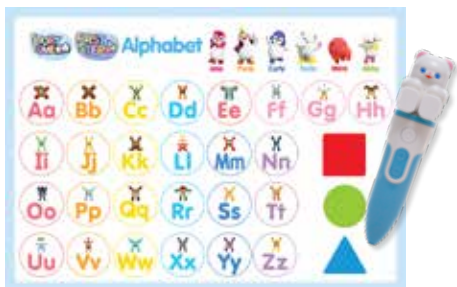 Alphabet
Aa Bb Cc Dd Ee Ff Gg Hh
Ii Jj Kk Ll Mm Nn
Oo Pp Qq Rr Ss Tt
Uu Vv Ww Xx Yy Zz